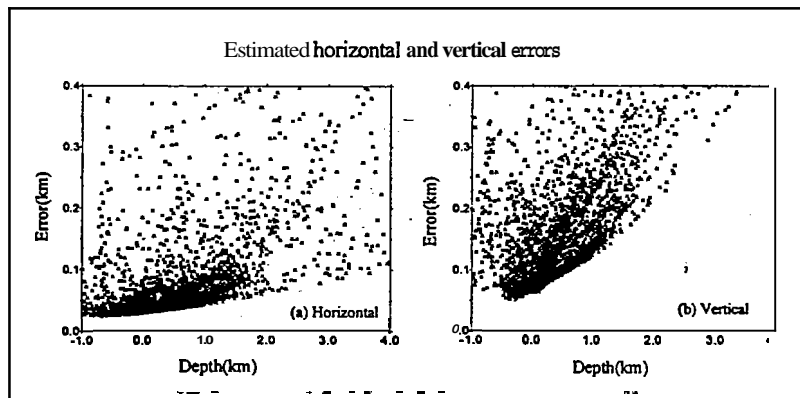 Estimated horizontal and vertical errors
0.4
0.3
0.2
0.1
0.0
Error(km)
-1.0 0.0 1.0 2.0 3.0 4.0
Depth(km)
(a) Horizontal
0.4
0.3
0.2
0.1
0.0
Error(km)
-1.0 0.0 1.0 2.0 3.0
Depth(km)
(b) Vertical